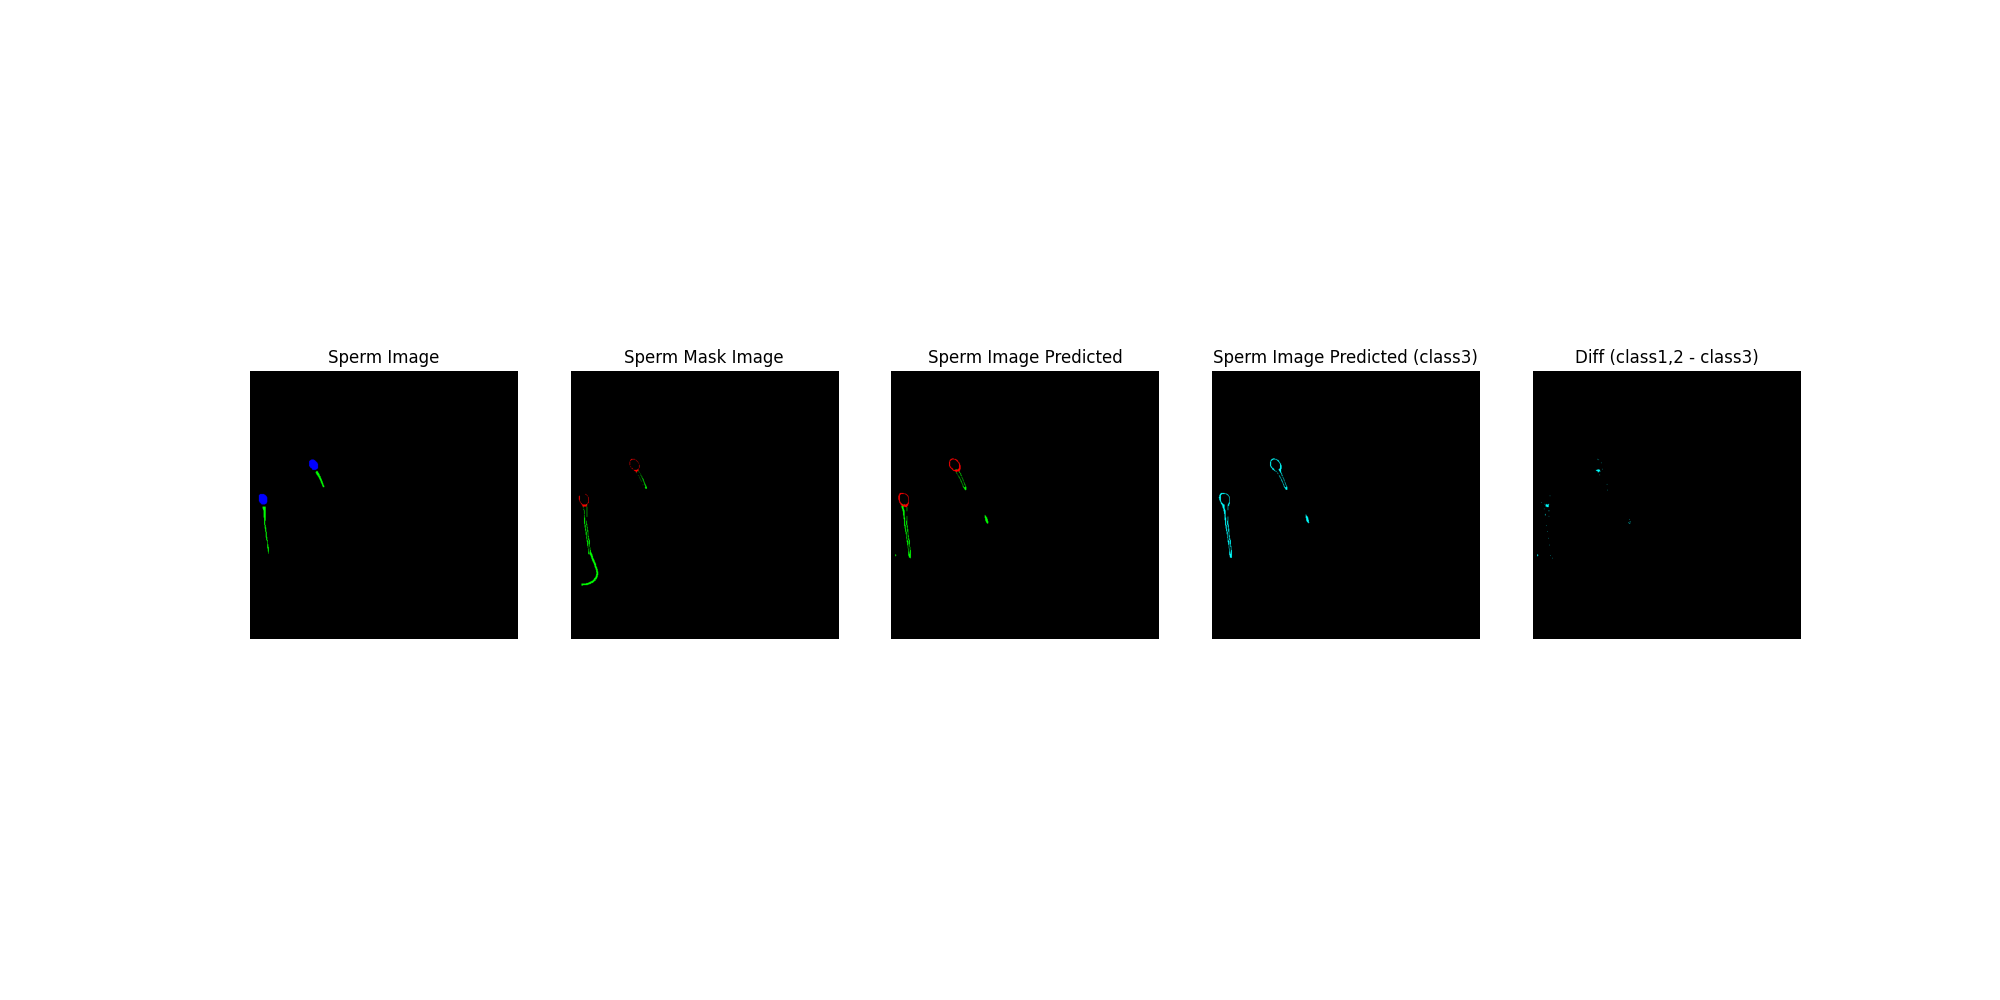 Sperm Image
Sperm Mask Image
Sperm Image Predicted
Sperm Image Predicted (class3)
Diff (class1,2 - class3)